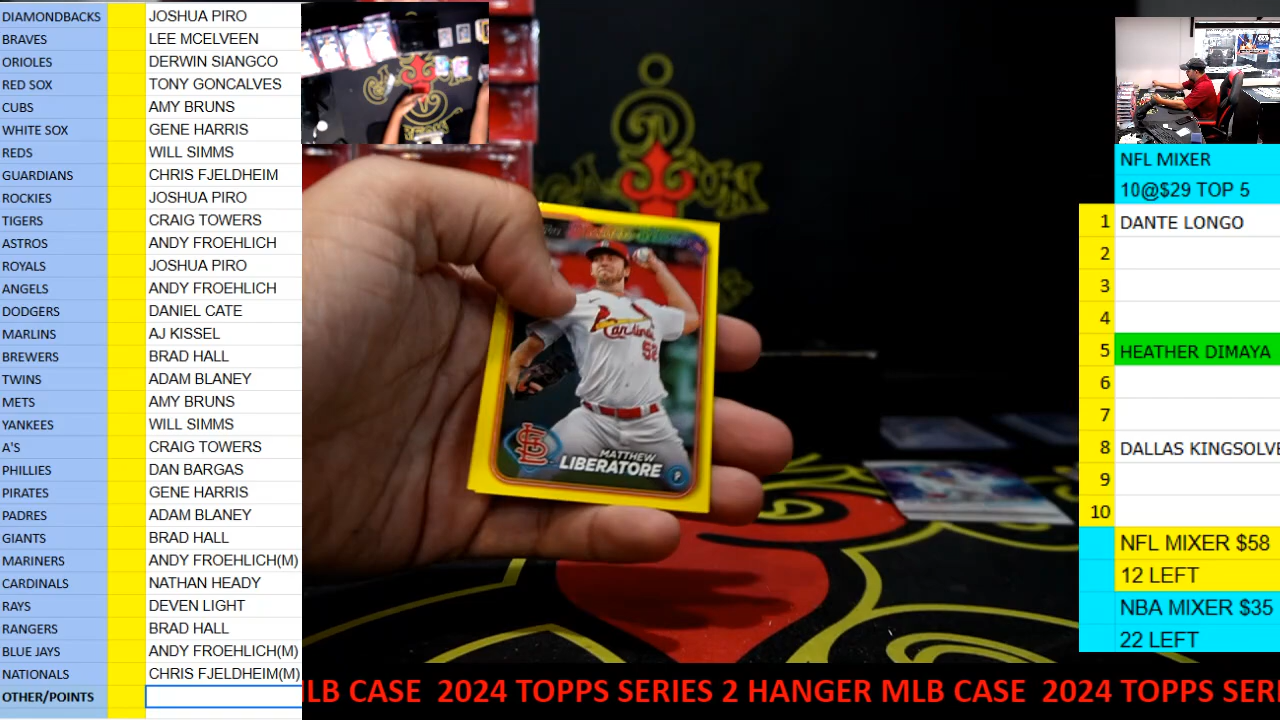 DIAMONDBACKS JOSHUA PIRO
BRAVES LEE MCELVEEN
ORIOLES DERWIN SIANGCO
RED SOX TONY GONCALVES
CUBS AMY BRUNS
WHITE SOX GENE HARRIS
REDS WILL SIMMS
GUARDIANS CHRIS FJELDHEIM
ROCKIES JOSHUA PIRO
TIGERS CRAIG TOWERS
ASTROS ANDY FROEHLICH
ROYALS JOSHUA PIRO
ANGELS ANDY FROEHLICH
DODGERS DANIEL CATE
MARLINS AJ KISSEL
BREWERS BRAD HALL
TWINS ADAM BLANEY
METS AMY BRUNS
YANKEES WILL SIMMS
A'S CRAIG TOWERS
PHILLIES DAN BARGAS
PIRATES GENE HARRIS
PADRES ADAM BLANEY
GIANTS BRAD HALL
MARINERS ANDY FROEHLICH(M)
CARDINALS NATHAN HEADY
RAYS DEVEN LIGHT
RANGERS BRAD HALL
BLUE JAYS ANDY FROEHLICH(M)
NATIONALS CHRIS FJELDHEIM(M)
OTHER/POINTS
Cardinals
52
MATTHEW
LIBERATORE
P
NFL MIXER
10@$29 TOP 5
1 DANTE LONGO
2
3
4
5 HEATHER DIMAYA
6
7
8 DALLAS KINGSOLVE
9
10
NFL MIXER $58
12 LEFT
NBA MIXER $35
22 LEFT
LB CASE 2024 TOPPS SERIES 2 HANGER MLB CASE 2024 TOPPS SERI